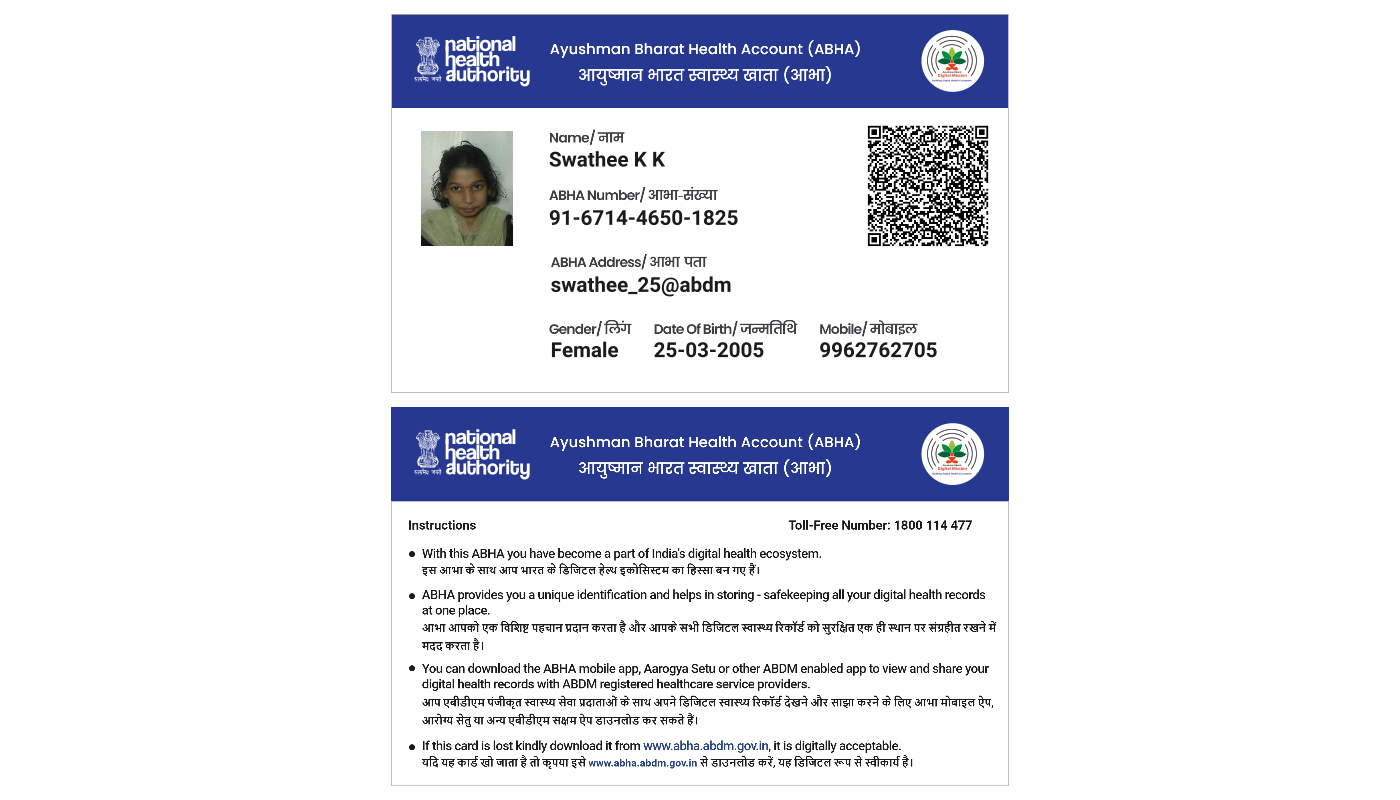 national
health
authority
सत्यमेव जयते
Ayushman Bharat Health Account (ABHA)
आयुष्मान भारत स्वास्थ्य खाता (आभा)
Digital Mission
Name/ नाम
Swathee K K
ABHA Number/ आभा-संख्या
91-6714-4650-1825
ABHA Address/ आभा पता
swathee_25@abdm
Gender/ लिंग Date Of Birth/ जन्मतिथि Mobile/ मोबाइल
Female 25-03-2005 9962762705
national
health
authority
सत्यमेव जयते
Ayushman Bharat Health Account (ABHA)
आयुष्मान भारत स्वास्थ्य खाता (आभा)
Digital Mission
Instructions Toll-Free Number: 1800 114 477
● With this ABHA you have become a part of India's digital health ecosystem.
इस आभा के साथ आप भारत के डिजिटल हेल्थ इकोसिस्टम का हिस्सा बन गए हैं।
● ABHA provides you a unique identification and helps in storing - safekeeping all your digital health records
at one place.
आभा आपको एक विशिष्ट पहचान प्रदान करता है और आपके सभी डिजिटल स्वास्थ्य रिकॉर्ड को सुरक्षित एक ही स्थान पर संग्रहीत रखने में
मदद करता है।
● You can download the ABHA mobile app, Aarogya Setu or other ABDM enabled app to view and share your
digital health records with ABDM registered healthcare service providers.
आप एबीडीएम पंजीकृत स्वास्थ्य सेवा प्रदाताओं के साथ अपने डिजिटल स्वास्थ्य रिकॉर्ड देखने और साझा करने के लिए आभा मोबाइल ऐप,
आरोग्य सेतु या अन्य एबीडीएम सक्षम ऐप डाउनलोड कर सकते हैं।
● If this card is lost kindly download it from www.abha.abdm.gov.in, it is digitally acceptable.
यदि यह कार्ड खो जाता है तो कृपया इसे www.abha.abdm.gov.in से डाउनलोड करें, यह डिजिटल रूप से स्वीकार्य है।